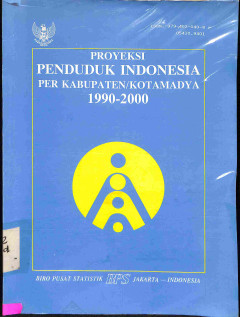 PROYEKSI
PENDUDUK INDONESIA
PER KABUPATEN/KOTAMADYA
1990-2000
BIRO PUSAT STATISTIK BPS JAKARTA — INDONESIA